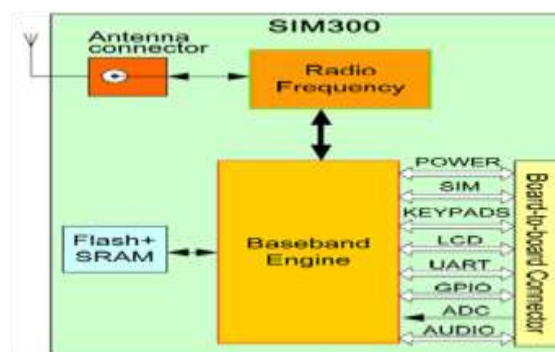 SIM300
Antenna
connector
Radio
Frequency
POWER
SIM
KEYPADS
LCD
UART
GPIO
ADC
AUDIO
Board-to-board Connector
Flash+
SRAM
Baseband
Engine